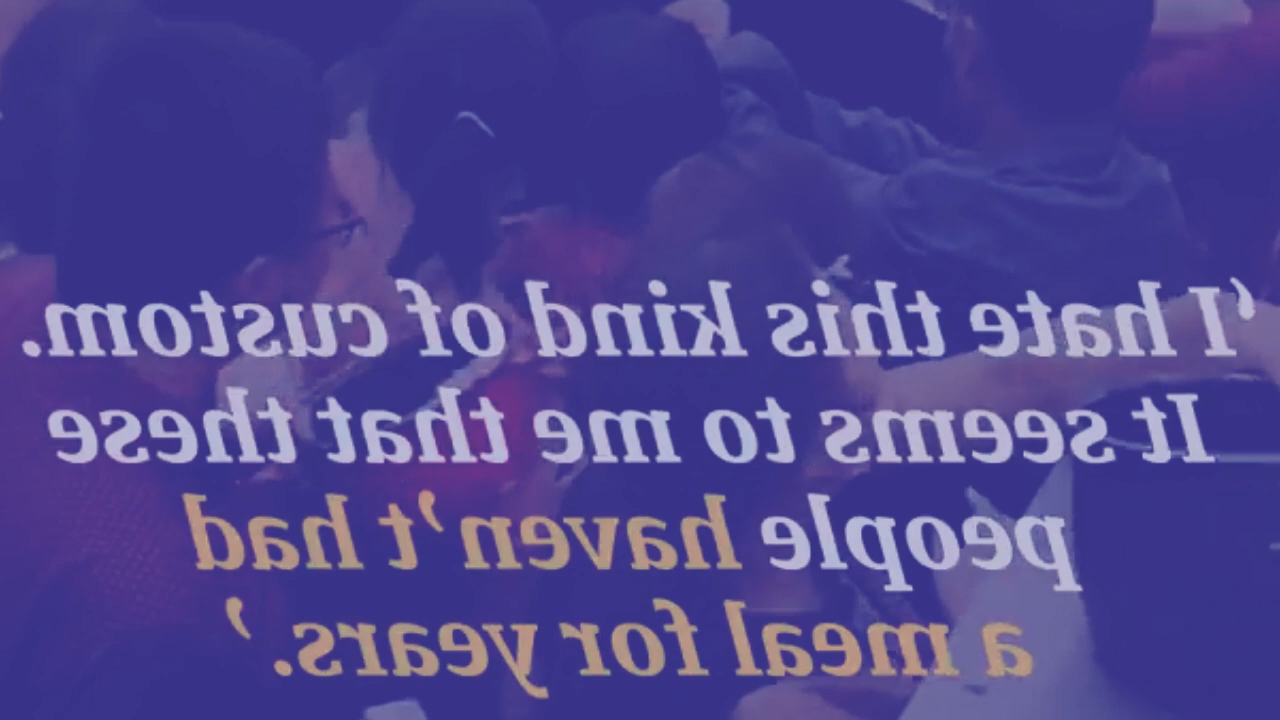 ‘I hate this kind of custom.
It seems to me that these
people haven’t had
a meal for years.’